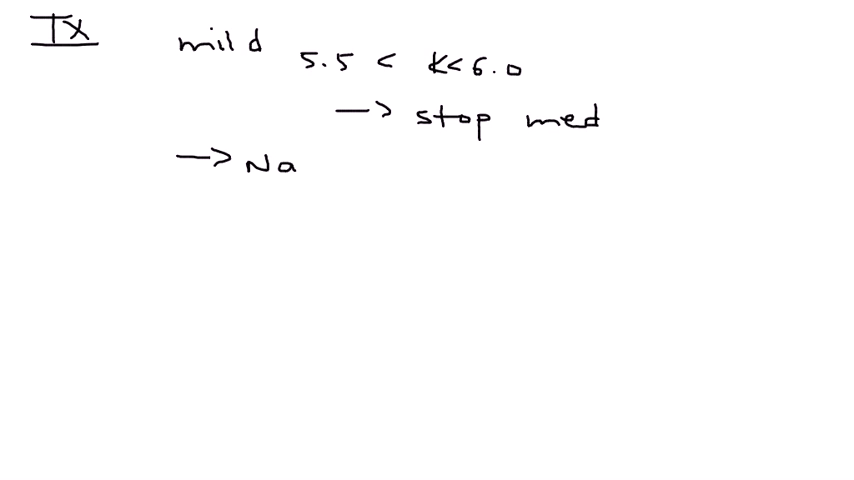 Tx mild
5.5 < K < 6.0
—> stop med
—> Na